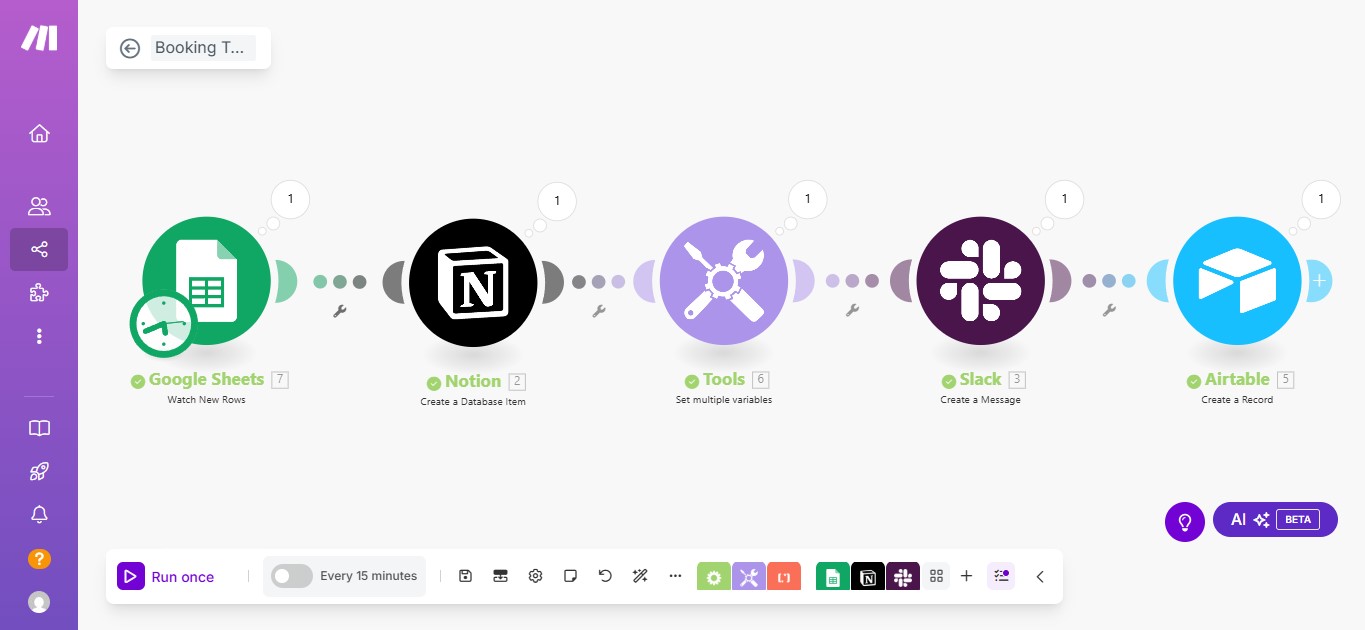 Booking T...
1
1
1
1
1
Google Sheets 7
Watch New Rows
Notion 2
Create a Database Item
Tools 6
Set multiple variables
Slack 3
Create a Message
Airtable 5
Create a Record
AI BETA
?
Run once
Every 15 minutes